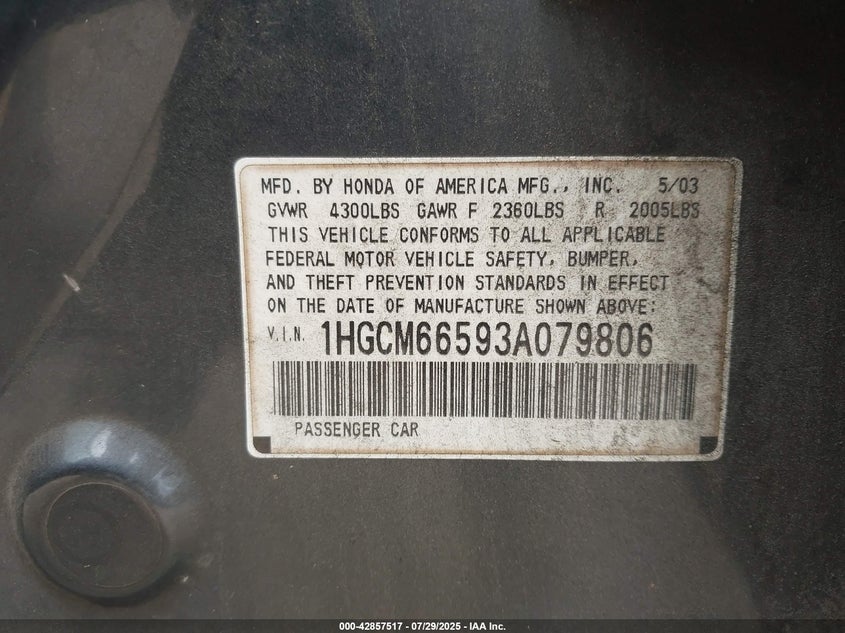 MFD. BY HONDA OF AMERICA MFG., INC. 5/03
GVWR 4300LBS GAWR F 2360LBS R 2005LBS
THIS VEHICLE CONFORMS TO ALL APPLICABLE
FEDERAL MOTOR VEHICLE SAFETY, BUMPER,
AND THEFT PREVENTION STANDARDS IN EFFECT
ON THE DATE OF MANUFACTURE SHOWN ABOVE:
V.I.N. 1HGCM66593A079806
PASSENGER CAR
000-42857517 - 07/29/2025 - IAA Inc.